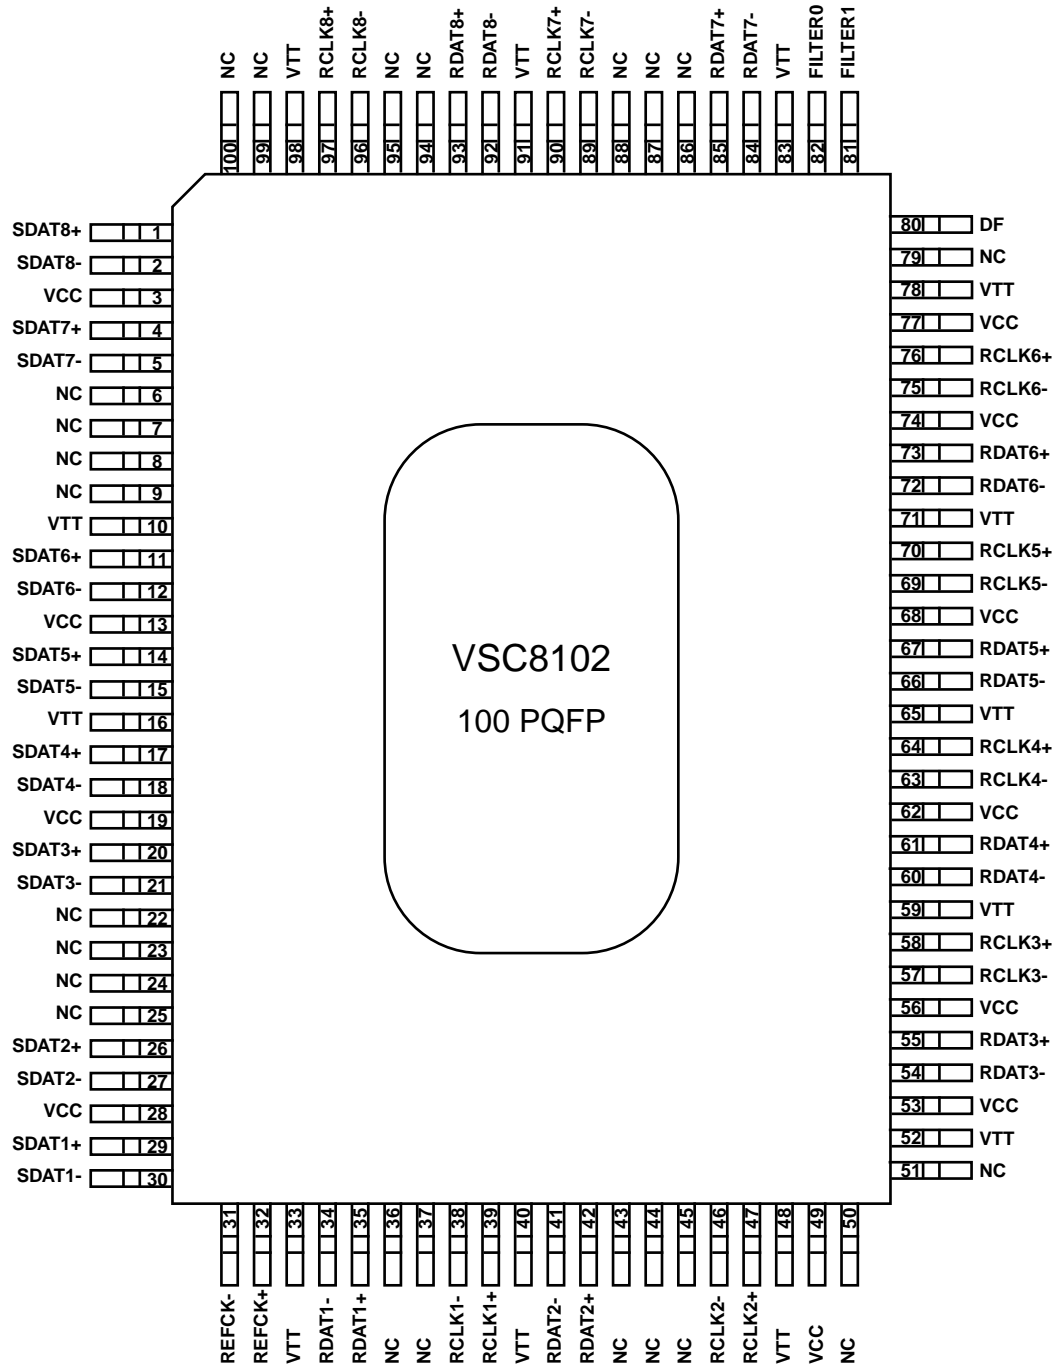 NC
NC
VTT
RCLK8+
RCLK8-
NC
NC
RDAT8+
RDAT8-
VTT
RCLK7+
RCLK7-
NC
NC
NC
RDAT7+
RDAT7-
VTT
FILTER0
FILTER1
100
99
98
97
96
95
94
93
92
91
90
89
88
87
86
85
84
83
82
81
SDAT8+ 1
SDAT8- 2
VCC 3
SDAT7+ 4
SDAT7- 5
NC 6
NC 7
NC 8
NC 9
VTT 10
SDAT6+ 11
SDAT6- 12
VCC 13
SDAT5+ 14
SDAT5- 15
VTT 16
SDAT4+ 17
SDAT4- 18
VCC 19
SDAT3+ 20
SDAT3- 21
NC 22
NC 23
NC 24
NC 25
SDAT2+ 26
SDAT2- 27
VCC 28
SDAT1+ 29
SDAT1- 30
VSC8102
100 PQFP
80 DF
79 NC
78 VTT
77 VCC
76 RCLK6+
75 RCLK6-
74 VCC
73 RDAT6+
72 RDAT6-
71 VTT
70 RCLK5+
69 RCLK5-
68 VCC
67 RDAT5+
66 RDAT5-
65 VTT
64 RCLK4+
63 RCLK4-
62 VCC
61 RDAT4+
60 RDAT4-
59 VTT
58 RCLK3+
57 RCLK3-
56 VCC
55 RDAT3+
54 RDAT3-
53 VCC
52 VTT
51 NC
31
32
33
34
35
36
37
38
39
40
41
42
43
44
45
46
47
48
49
50
REFCK-
REFCK+
VTT
RDAT1-
RDAT1+
NC
NC
RCLK1-
RCLK1+
VTT
RDAT2-
RDAT2+
NC
NC
NC
RCLK2-
RCLK2+
VTT
VCC
NC